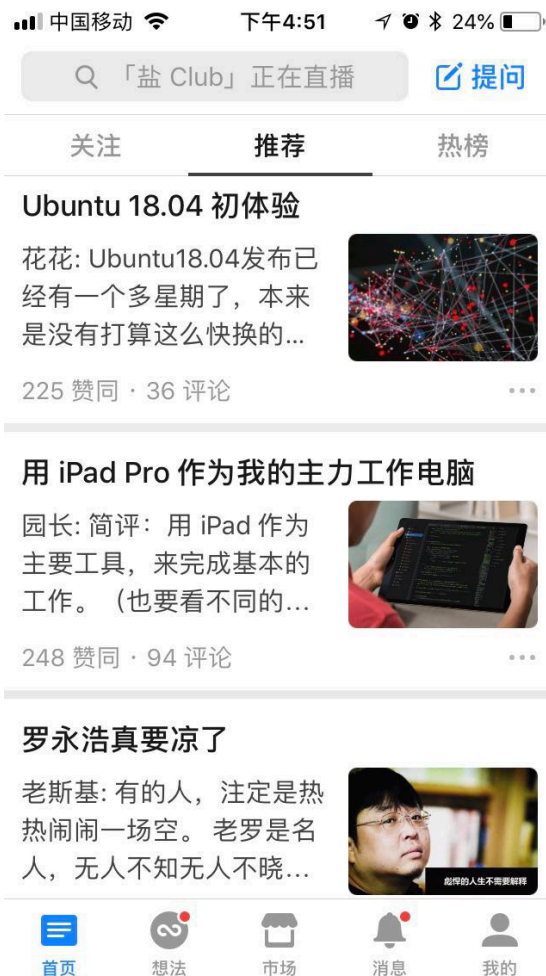 中国移动 下午4:51 24%
「盐 Club」正在直播 提问
关注 推荐 热榜
Ubuntu 18.04 初体验
花花: Ubuntu18.04发布已
经有一个多星期了，本来
是没有打算这么快换的...
225 赞同 · 36 评论
用 iPad Pro 作为我的主力工作电脑
园长: 简评：用 iPad 作为
主要工具，来完成基本的
工作。（也要看不同的...
248 赞同 · 94 评论
罗永浩真要凉了
老斯基: 有的人，注定是热
热闹闹一场空。 老罗是名
人，无人不知无人不晓...
彪悍的人生不需要解释
首页 想法 市场 消息 我的